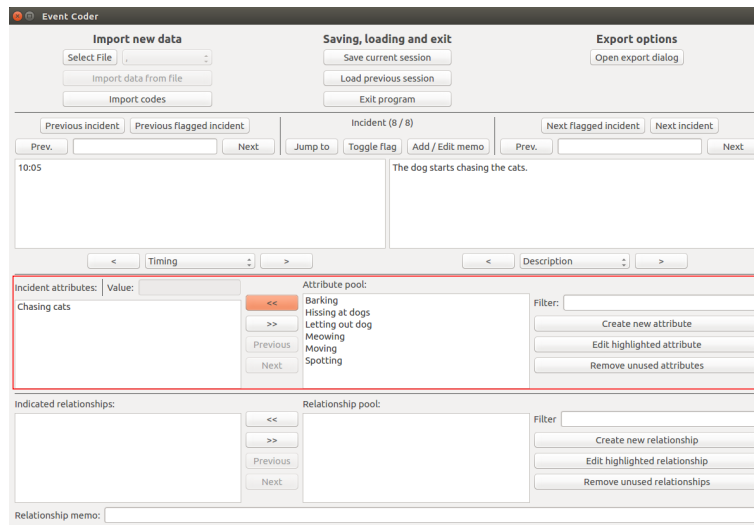 Event Coder
Import new data
Saving, loading and exit
Export options
Select File
,
Save current session
Open export dialog
Import data from file
Load previous session
Import codes
Exit program
Previous incident
Previous flagged incident
Incident (8 / 8)
Next flagged incident
Next incident
Prev.
Next
Jump to
Toggle flag
Add / Edit memo
Prev.
Next
10:05
The dog starts chasing the cats.
<
Timing
>
<
Description
>
Incident attributes:
Value:
Attribute pool:
Chasing cats
<<
>>
Previous
Next
Barking
Hissing at dogs
Letting out dog
Meowing
Moving
Spotting
Filter:
Create new attribute
Edit highlighted attribute
Remove unused attributes
Indicated relationships:
Relationship pool:
<<
>>
Previous
Next
Filter
Create new relationship
Edit highlighted relationship
Remove unused relationships
Relationship memo: